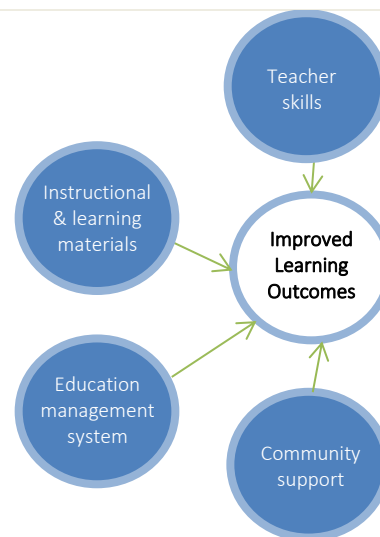 Teacher
skills
Instructional
& learning
materials
Improved
Learning
Outcomes
Education
management
system
Community
support